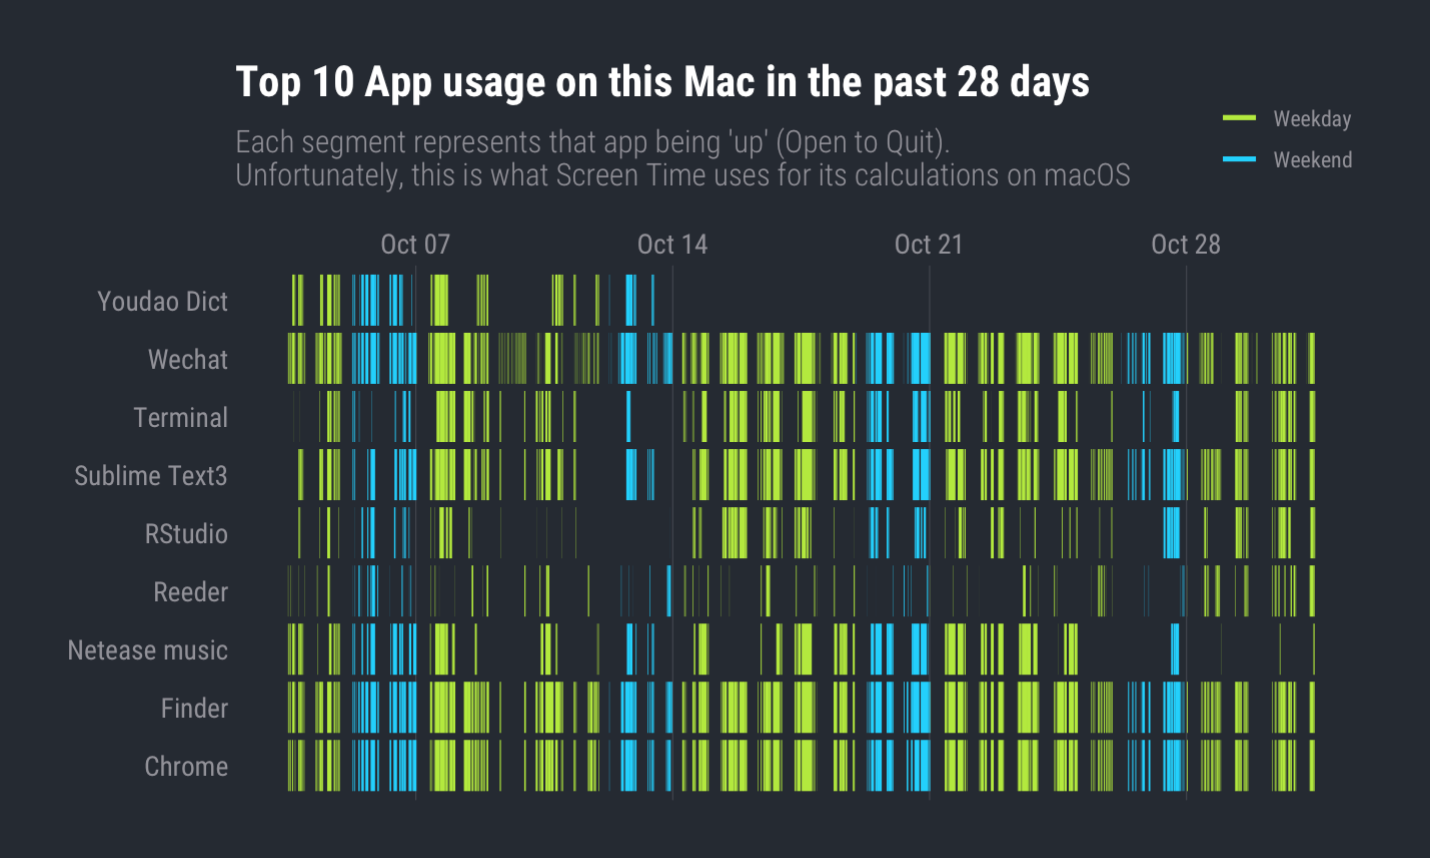 Top 10 App usage on this Mac in the past 28 days
Each segment represents that app being 'up' (Open to Quit).
Unfortunately, this is what Screen Time uses for its calculations on macOS
Weekday
Weekend
Oct 07
Oct 14
Oct 21
Oct 28
Youdao Dict
Wechat
Terminal
Sublime Text3
RStudio
Reeder
Netease music
Finder
Chrome